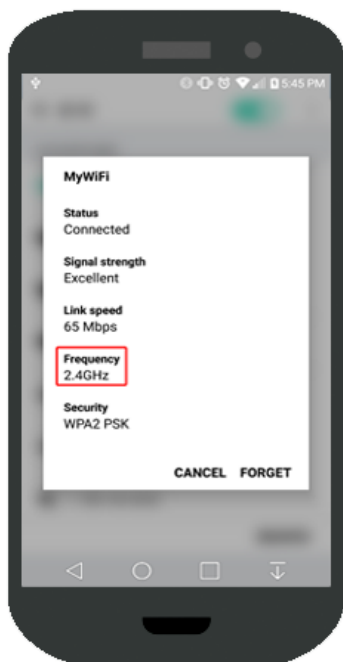 5:45 PM
MyWiFi
Status
Connected
Signal strength
Excellent
Link speed
65 Mbps
Frequency
2.4GHz
Security
WPA2 PSK
CANCEL FORGET